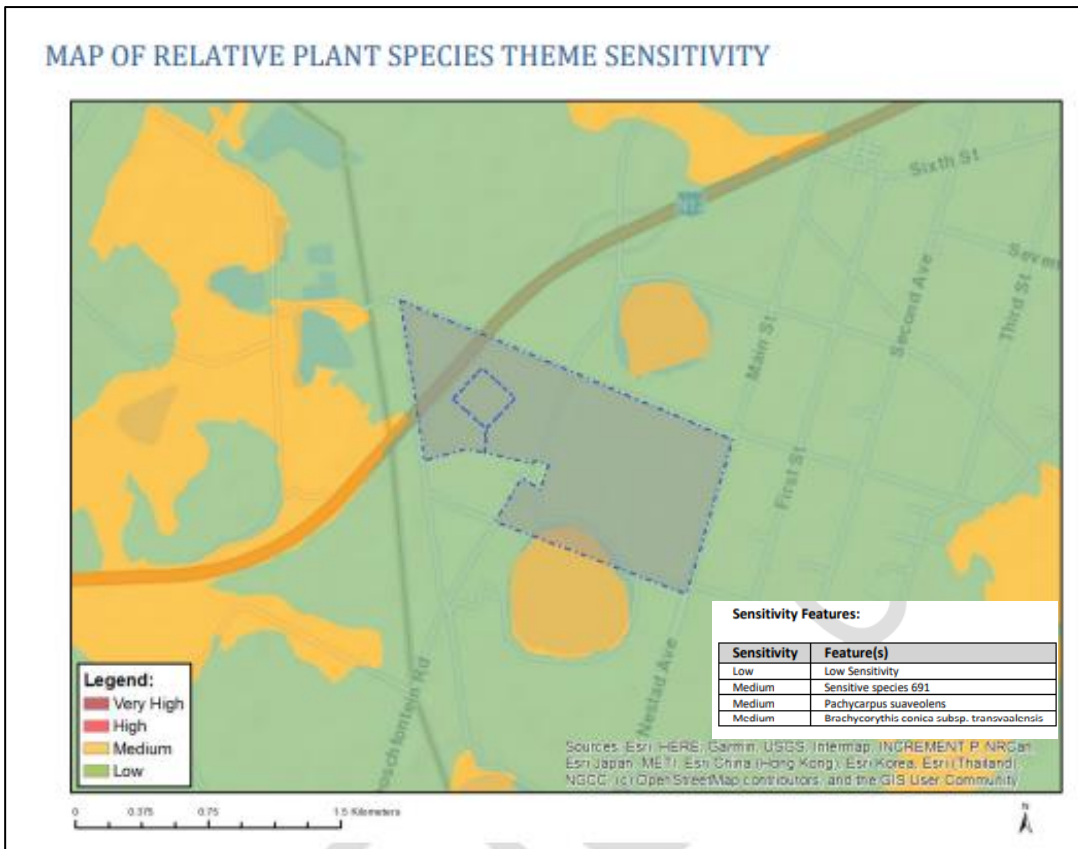 MAP OF RELATIVE PLANT SPECIES THEME SENSITIVITY
Sixth St
N12
Main St
Second Ave
Third St
First St
Nestad Ave
Sensitivity Features:
Sensitivity Feature(s)
Low Low Sensitivity
Medium Sensitive species 691
Medium Pachycarpus suaveolens
Medium Brachycorythis conica subsp. transvaalensis
Legend:
Very High
High
Medium
Low
Sources: Esri, HERE, Garmin, USGS, Intermap, INCREMENT P, NRCan,
Esri Japan, METI, Esri China (Hong Kong), Esri Korea, Esri (Thailand),
NGCC, (c) OpenStreetMap contributors, and the GIS User Community
0 0.375 0.75 1.5 Kilometers
N